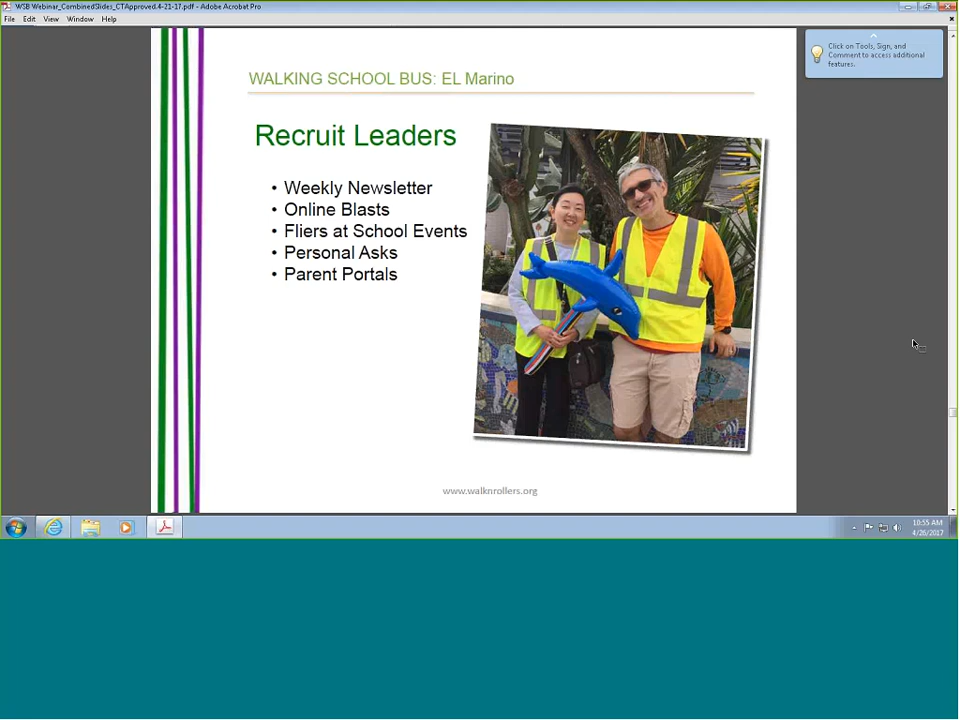 WSB Webinar_CombinedSlides_CTApproved.4-21-17.pdf - Adobe Acrobat Pro
File Edit View Window Help
Click on Tools, Sign, and
Comment to access additional
features.
WALKING SCHOOL BUS: EL Marino
Recruit Leaders
• Weekly Newsletter
• Online Blasts
• Fliers at School Events
• Personal Asks
• Parent Portals
www.walknrollers.org
10:55 AM
4/26/2017